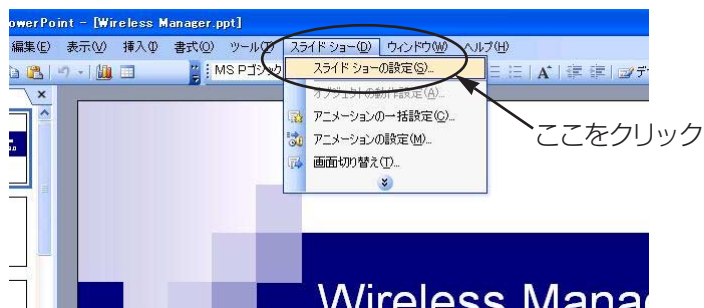 owerPoint - [Wireless Manager.ppt]
編集(E) 表示(V) 挿入(I) 書式(O) ツール(T) スライド ショー(D) ウィンドウ(W) ヘルプ(H)
MS Pゴシック
スライド ショーの設定(S)...
オブジェクトの動作設定(A)...
アニメーションの一括設定(C)...
アニメーションの設定(M)...
画面切り替え(T)...
ここをクリック
Wireless Mana